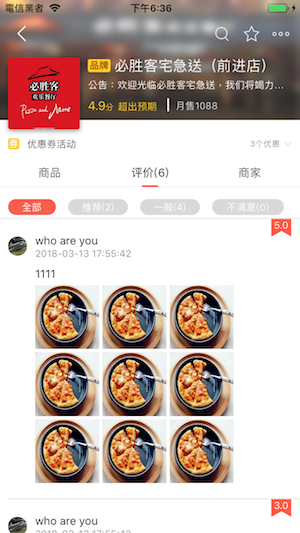 電信業者
下午6:36
必胜客
欢乐餐厅
Pizza and More
品牌 必胜客宅急送（前进店）
公告：欢迎光临必胜客宅急送，我们将竭力...
4.9分 超出预期 | 月售1088
券 优惠券活动
3个优惠
商品
评价(6)
商家
全部
推荐(2)
一般(4)
不满意(0)
5.0
who are you
2018-03-13 17:55:42
1111
3.0
who are you
2018-03-13 17:55:42